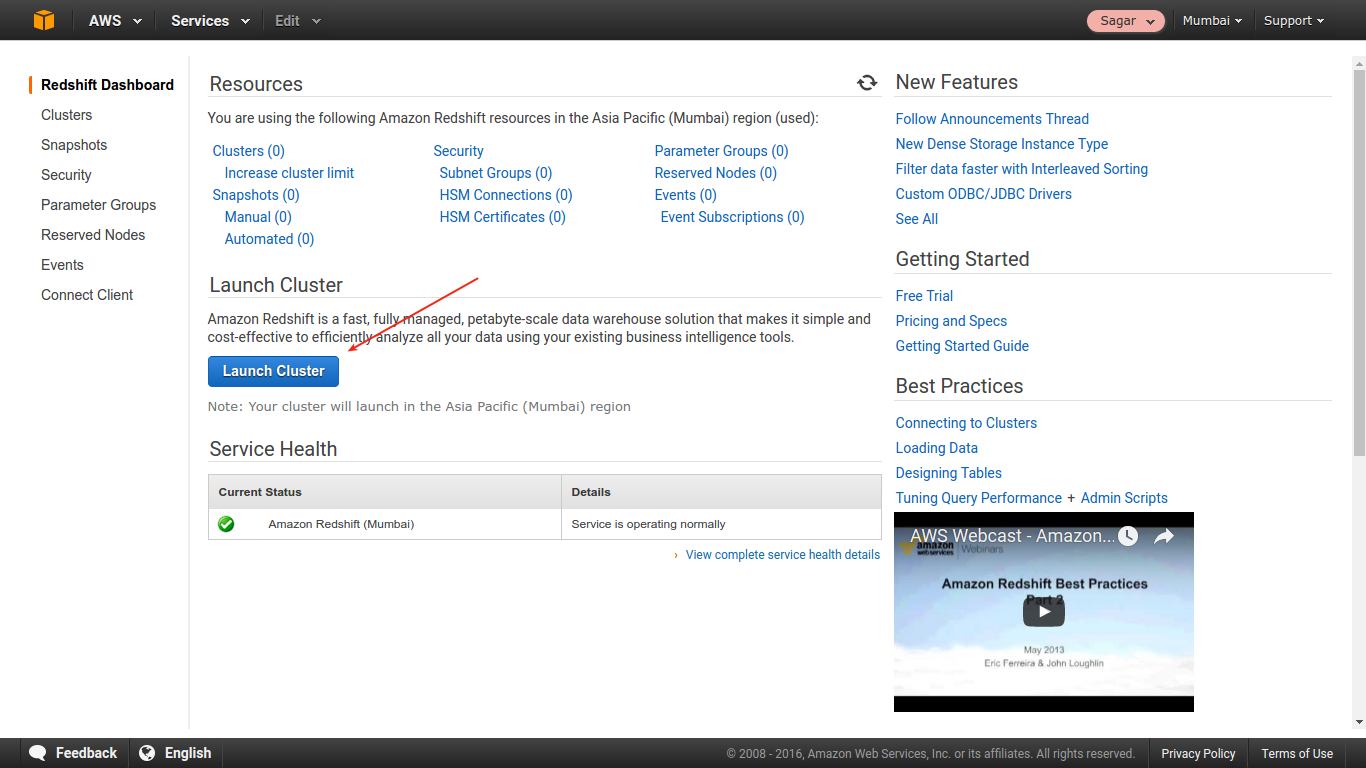 AWS Services Edit Sagar Mumbai Support
Redshift Dashboard
Clusters
Snapshots
Security
Parameter Groups
Reserved Nodes
Events
Connect Client
Resources
You are using the following Amazon Redshift resources in the Asia Pacific (Mumbai) region (used):
Clusters (0) Security Parameter Groups (0)
Increase cluster limit Subnet Groups (0) Reserved Nodes (0)
Snapshots (0) HSM Connections (0) Events (0)
Manual (0) HSM Certificates (0) Event Subscriptions (0)
Automated (0)
Launch Cluster
Amazon Redshift is a fast, fully managed, petabyte-scale data warehouse solution that makes it simple and
cost-effective to efficiently analyze all your data using your existing business intelligence tools.
Launch Cluster
Note: Your cluster will launch in the Asia Pacific (Mumbai) region
Service Health
Current Status Details
Amazon Redshift (Mumbai) Service is operating normally
› View complete service health details
New Features
Follow Announcements Thread
New Dense Storage Instance Type
Filter data faster with Interleaved Sorting
Custom ODBC/JDBC Drivers
See All
Getting Started
Free Trial
Pricing and Specs
Getting Started Guide
Best Practices
Connecting to Clusters
Loading Data
Designing Tables
Tuning Query Performance + Admin Scripts
AWS Webcast - Amazon...
amazon web services | Webinars
Amazon Redshift Best Practices
Part 2
May 2013
Eric Ferreira & John Loughlin
Feedback English © 2008 - 2016, Amazon Web Services, Inc. or its affiliates. All rights reserved. Privacy Policy Terms of Use